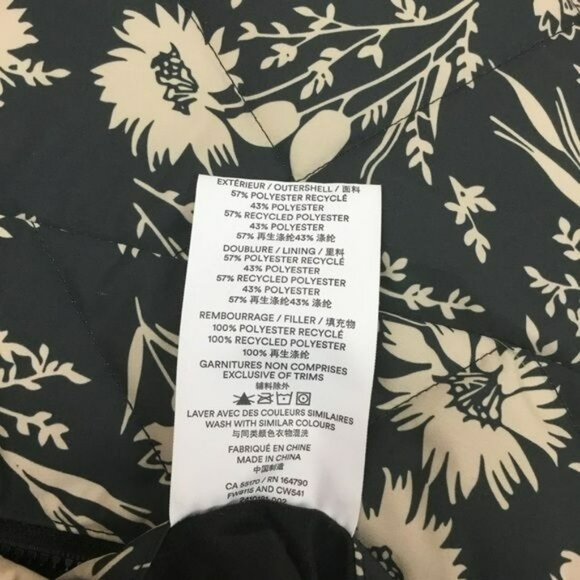 EXTÉRIEUR / OUTERSHELL / 面料
57% POLYESTER RECYCLÉ
43% POLYESTER
57% RECYCLED POLYESTER
43% POLYESTER
57% 再生涤纶43% 涤纶
DOUBLURE / LINING / 里料
57% POLYESTER RECYCLÉ
43% POLYESTER
57% RECYCLED POLYESTER
43% POLYESTER
57% 再生涤纶43% 涤纶
REMBOURRAGE / FILLER / 填充物
100% POLYESTER RECYCLÉ
100% RECYCLED POLYESTER
100% 再生涤纶
GARNITURES NON COMPRISES
EXCLUSIVE OF TRIMS
辅料除外
LAVER AVEC DES COULEURS SIMILAIRES
WASH WITH SIMILAR COLOURS
与同类颜色衣物混洗
FABRIQUÉ EN CHINE
MADE IN CHINA
中国制造
CA 55170 / RN 164790
FW9115 AND CWS41